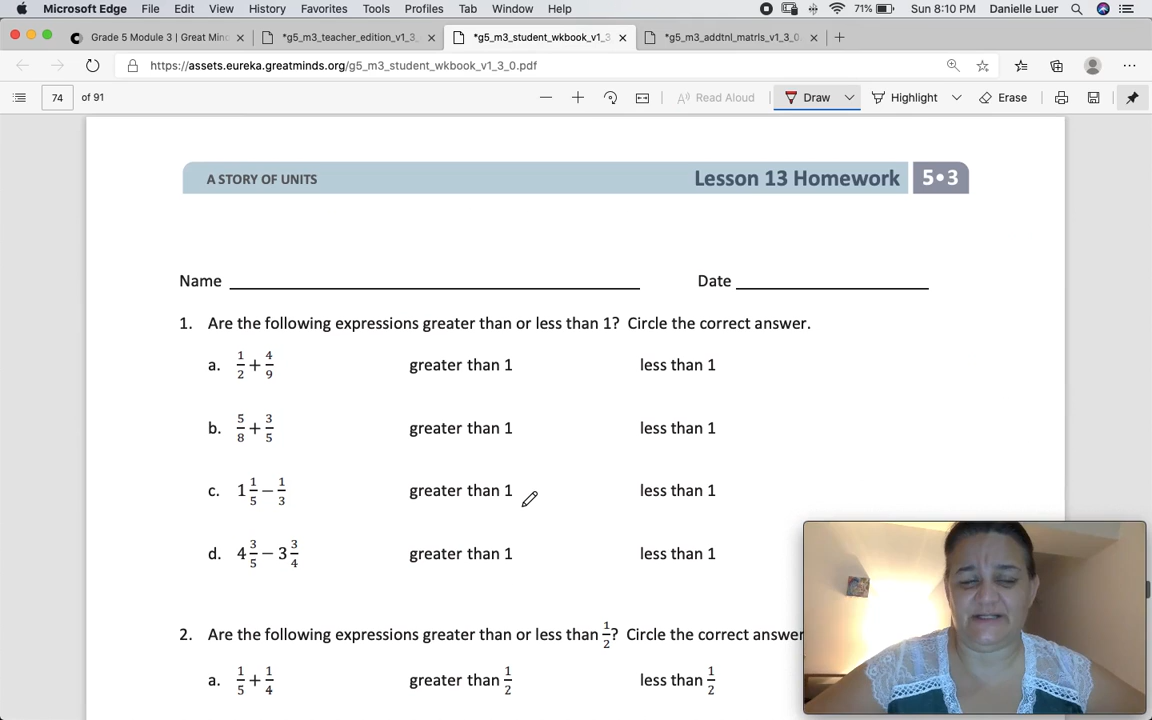 Microsoft Edge File Edit View History Favorites Tools Profiles Tab Window Help 71% Sun 8:10 PM Danielle Luer
Grade 5 Module 3 | Great Min *g5_m3_teacher_edition_v1_3_ *g5_m3_student_wkbook_v1_3 *g5_m3_addtnl_matrls_v1_3_0.
https://assets.eureka.greatminds.org/g5_m3_student_wkbook_v1_3_0.pdf
74 of 91 Read Aloud Draw Highlight Erase
A STORY OF UNITS Lesson 13 Homework 5•3
Name Date
1. Are the following expressions greater than or less than 1? Circle the correct answer.
a. 1/2 + 4/9 greater than 1 less than 1
b. 5/8 + 3/5 greater than 1 less than 1
c. 1 1/5 − 1/3 greater than 1 less than 1
d. 4 3/5 − 3 3/4 greater than 1 less than 1
2. Are the following expressions greater than or less than 1/2? Circle the correct answer
a. 1/5 + 1/4 greater than 1/2 less than 1/2